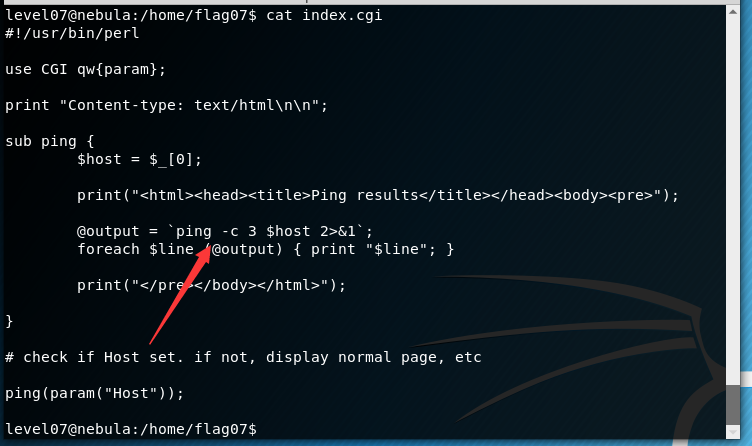 level07@nebula:/home/flag07$ cat index.cgi
#!/usr/bin/perl
use CGI qw{param};
print "Content-type: text/html\n\n";
sub ping {
$host = $_[0];
print("<html><head><title>Ping results</title></head><body><pre>");
@output = `ping -c 3 $host 2>&1`;
foreach $line (@output) { print "$line"; }
print("</pre></body></html>");
}
# check if Host set. if not, display normal page, etc
ping(param("Host"));
level07@nebula:/home/flag07$